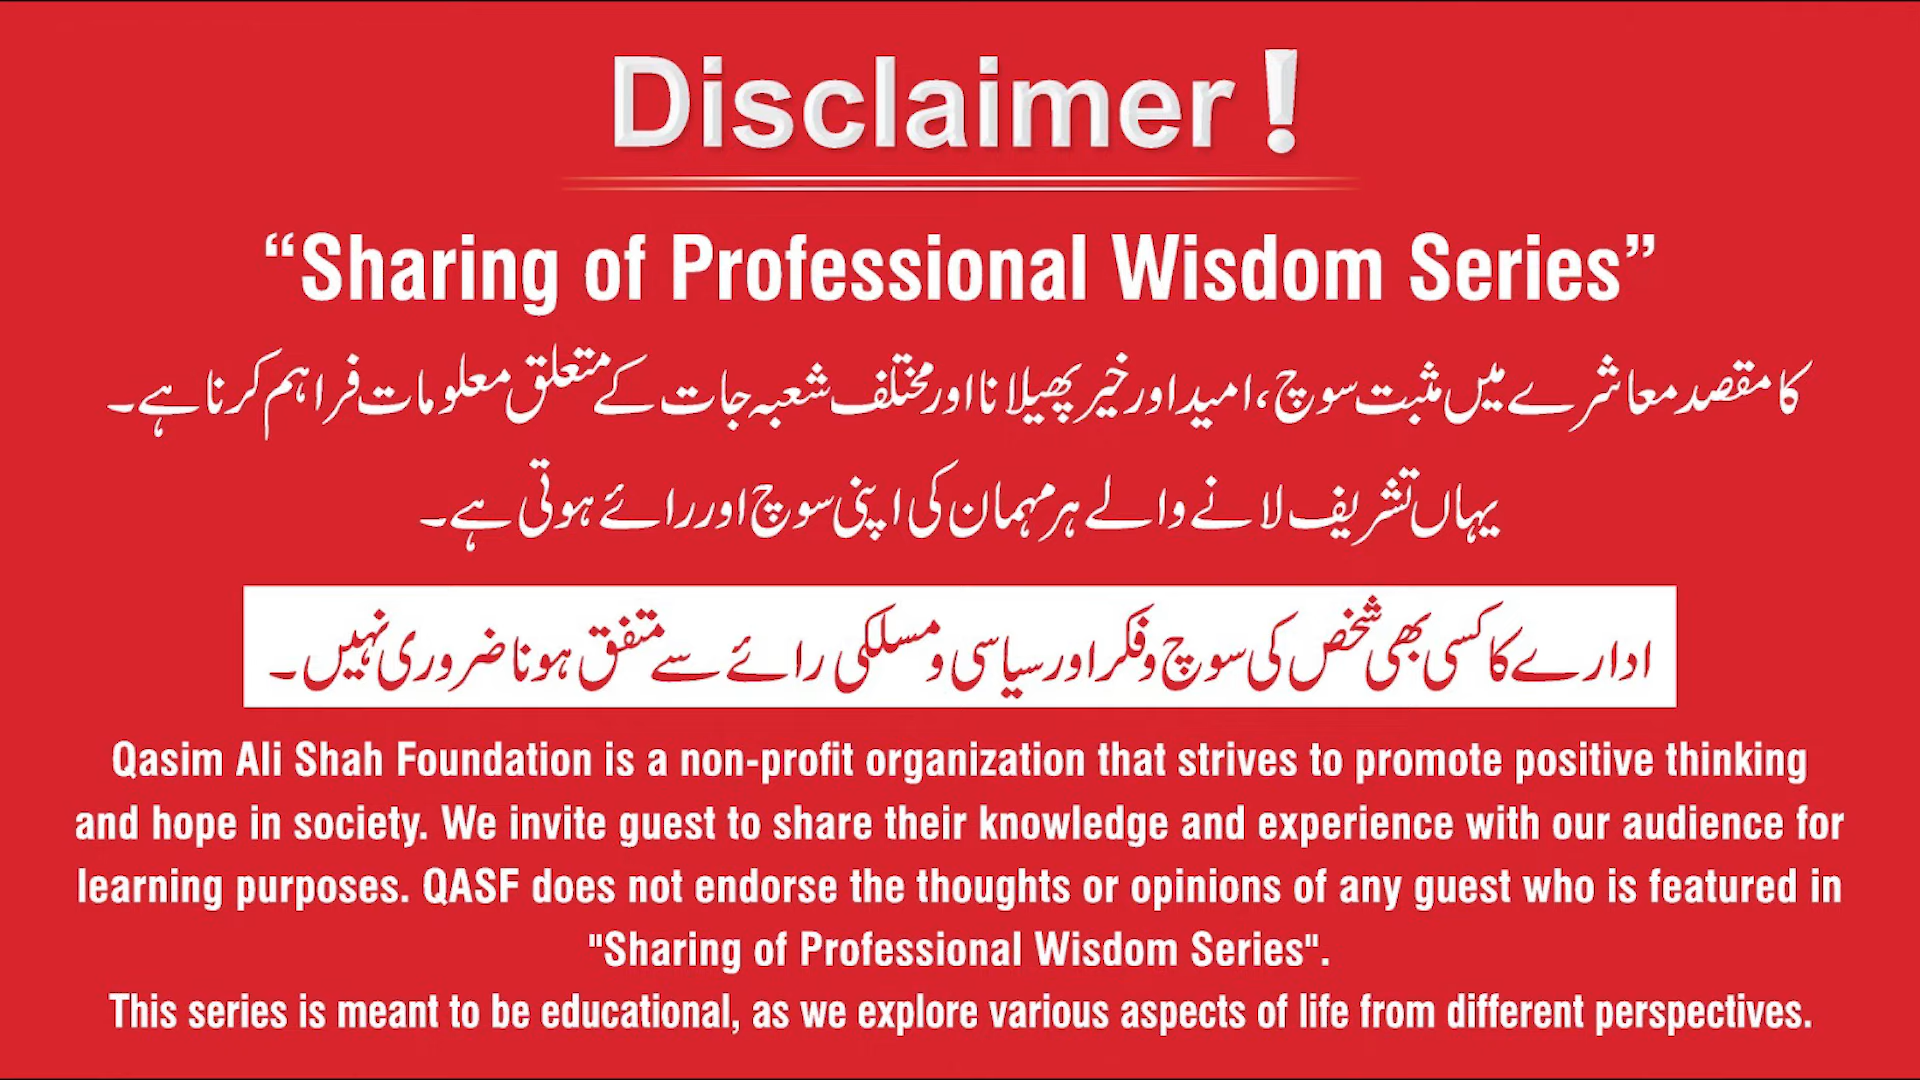 Disclaimer!
“Sharing of Professional Wisdom Series”
کا مقصد معاشرے میں مثبت سوچ، امید اور خیر پھیلانا اور مختلف شعبہ جات کے متعلق معلومات فراہم کرنا ہے۔
یہاں تشریف لانے والے ہر مہمان کی اپنی سوچ اور رائے ہوتی ہے۔
ادارے کا کسی بھی شخص کی سوچ و فکر اور سیاسی و مسلکی رائے سے متفق ہونا ضروری نہیں۔
Qasim Ali Shah Foundation is a non-profit organization that strives to promote positive thinking
and hope in society. We invite guest to share their knowledge and experience with our audience for
learning purposes. QASF does not endorse the thoughts or opinions of any guest who is featured in
"Sharing of Professional Wisdom Series".
This series is meant to be educational, as we explore various aspects of life from different perspectives.